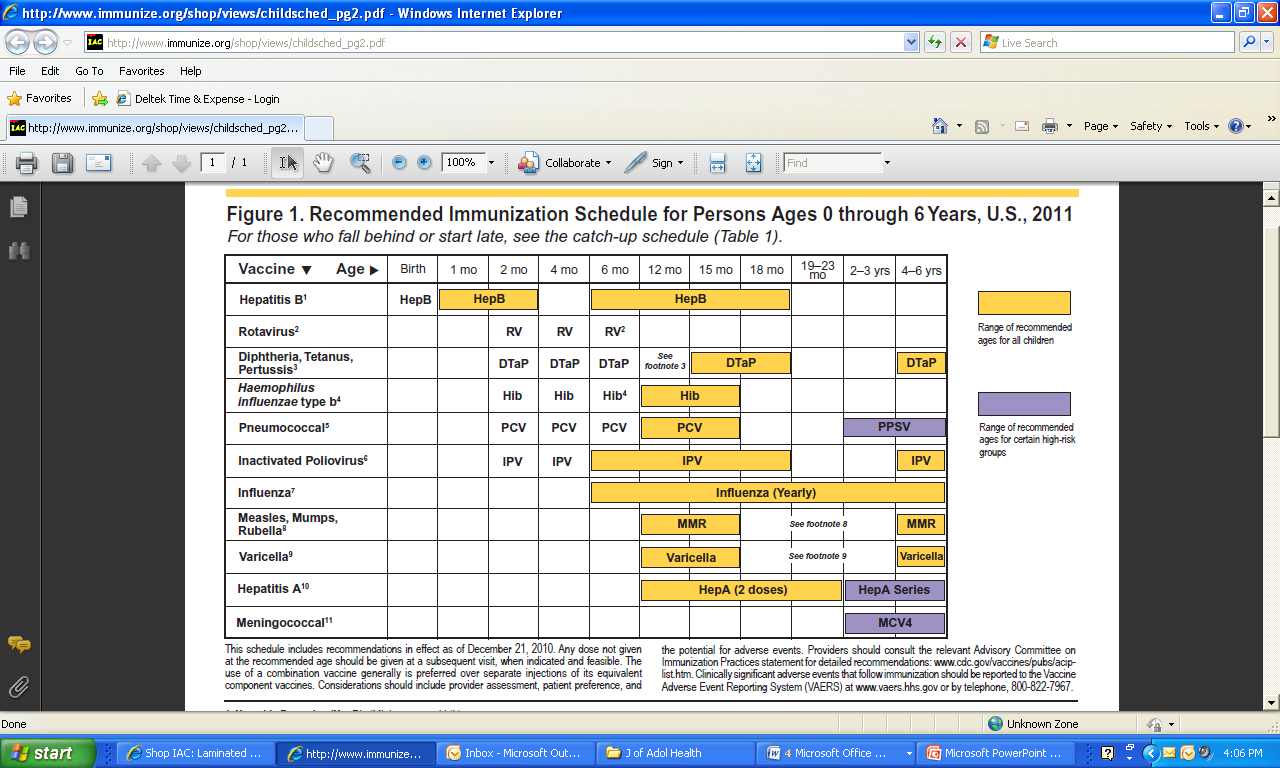 http://www.immunize.org/shop/views/childsched_pg2.pdf - Windows Internet Explorer
IAC http://www.immunize.org/shop/views/childsched_pg2.pdf
Live Search
File Edit Go To Favorites Help
Favorites Deltek Time & Expense - Login
IAC http://www.immunize.org/shop/views/childsched_pg2...
Page Safety Tools
1 / 1 100% Collaborate Sign Find
Figure 1. Recommended Immunization Schedule for Persons Ages 0 through 6 Years, U.S., 2011
For those who fall behind or start late, see the catch-up schedule (Table 1).
Vaccine ▼ Age ▶ Birth 1 mo 2 mo 4 mo 6 mo 12 mo 15 mo 18 mo 19–23 mo 2–3 yrs 4–6 yrs
Hepatitis B1 HepB HepB HepB
Rotavirus2 RV RV RV2
Diphtheria, Tetanus,
Pertussis3 DTaP DTaP DTaP See footnote 3 DTaP DTaP
Haemophilus
influenzae type b4 Hib Hib Hib4 Hib
Pneumococcal5 PCV PCV PCV PCV PPSV
Inactivated Poliovirus6 IPV IPV IPV IPV
Influenza7 Influenza (Yearly)
Measles, Mumps,
Rubella8 MMR See footnote 8 MMR
Varicella9 Varicella See footnote 9 Varicella
Hepatitis A10 HepA (2 doses) HepA Series
Meningococcal11 MCV4
Range of recommended
ages for all children
Range of recommended
ages for certain high-risk
groups
This schedule includes recommendations in effect as of December 21, 2010. Any dose not given
at the recommended age should be given at a subsequent visit, when indicated and feasible. The
use of a combination vaccine generally is preferred over separate injections of its equivalent
component vaccines. Considerations should include provider assessment, patient preference, and
the potential for adverse events. Providers should consult the relevant Advisory Committee on
Immunization Practices statement for detailed recommendations: www.cdc.gov/vaccines/pubs/acip-
list.htm. Clinically significant adverse events that follow immunization should be reported to the Vaccine
Adverse Event Reporting System (VAERS) at www.vaers.hhs.gov or by telephone, 800-822-7967.
Done Unknown Zone
start Shop IAC: Laminated ... http://www.immunize... Inbox - Microsoft Out... J of Adol Health 4 Microsoft Office ... Microsoft PowerPoint ... 4:06 PM